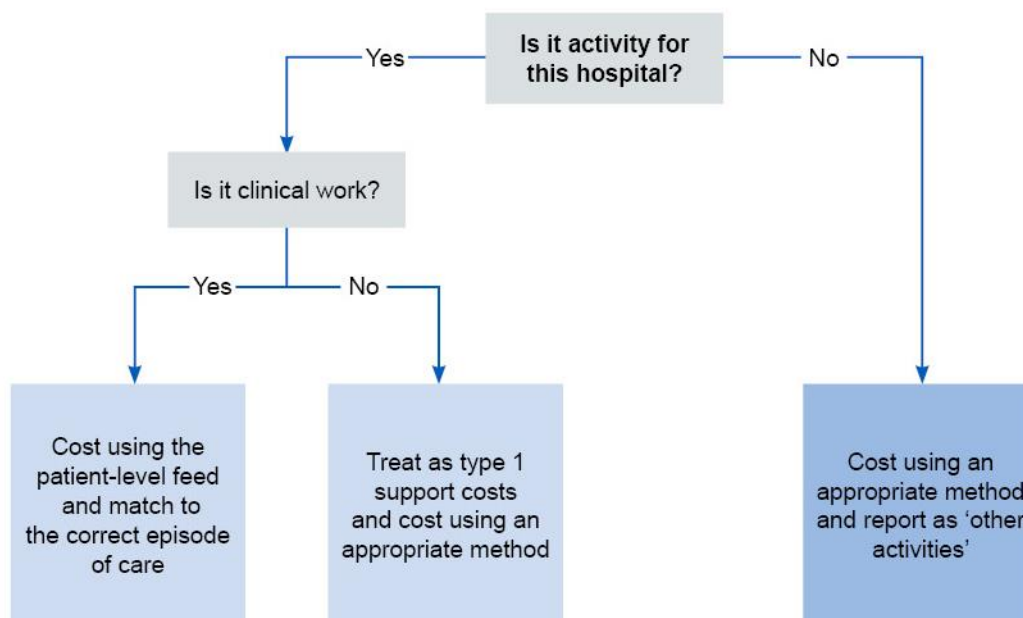 Is it activity for
this hospital?
Yes
No
Is it clinical work?
Yes
No
Cost using the
patient-level feed
and match to
the correct episode
of care
Treat as type 1
support costs
and cost using an
appropriate method
Cost using an
appropriate method
and report as ‘other
activities’